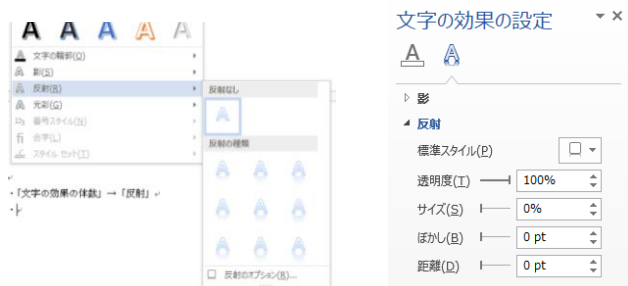 A A A A A
文字の輪郭(O)
影(S)
反射(R)
光彩(G)
番号スタイル(N)
合字(L)
スタイル セット(T)
反射なし
A
反射の種類
A A A
A A A
A A A
反射のオプション(R)...
・「文字の効果の体裁」→「反射」
・
文字の効果の設定
A A
影
反射
標準スタイル(P)
透明度(T) 100%
サイズ(S) 0%
ぼかし(B) 0 pt
距離(D) 0 pt